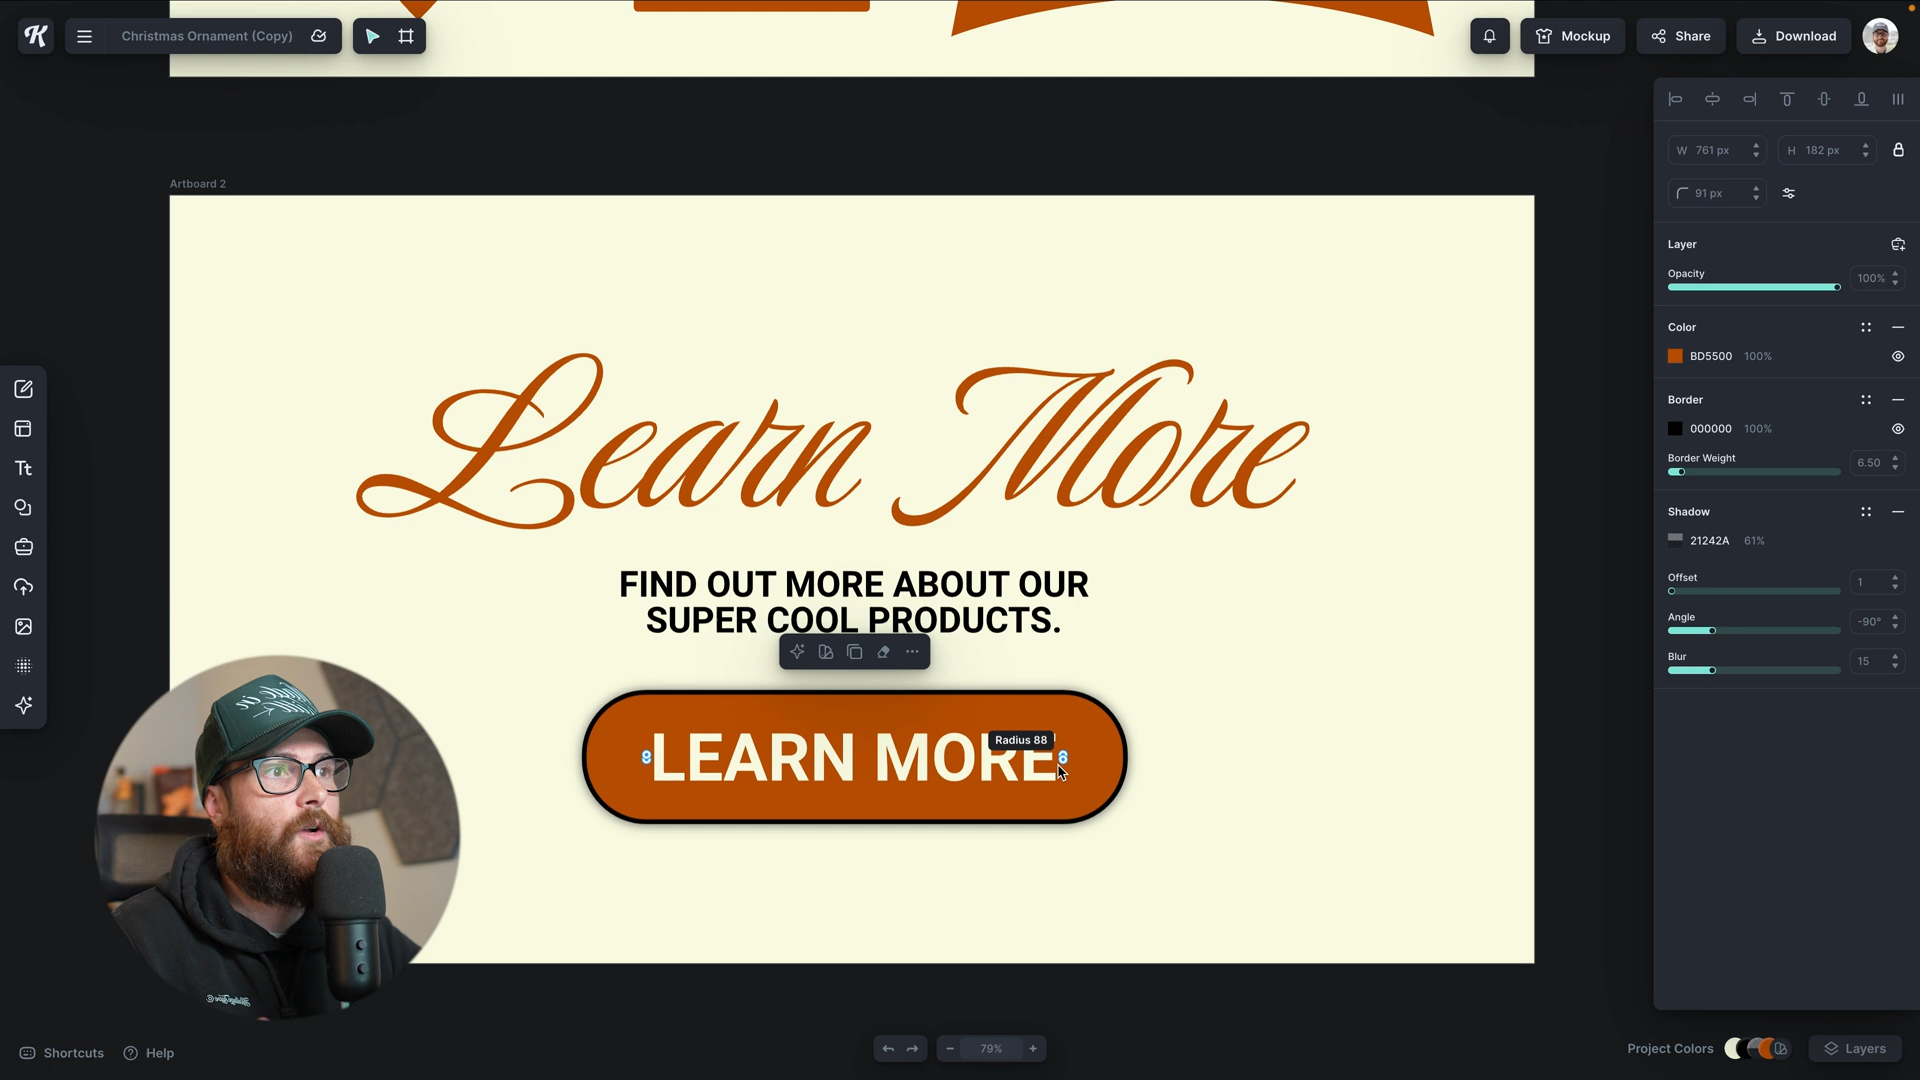 Christmas Ornament (Copy)
Mockup
Share
Download
W 761 px
H 182 px
91 px
Artboard 2
Layer
Opacity
100%
Color
BD5500 100%
Border
000000 100%
Border Weight
6.50
Shadow
21242A 61%
Offset
1
Angle
-90°
Blur
15
Tt
Learn More
FIND OUT MORE ABOUT OUR
SUPER COOL PRODUCTS.
Radius 88
LEARN MORE
Shortcuts
Help
79%
Project Colors
Layers